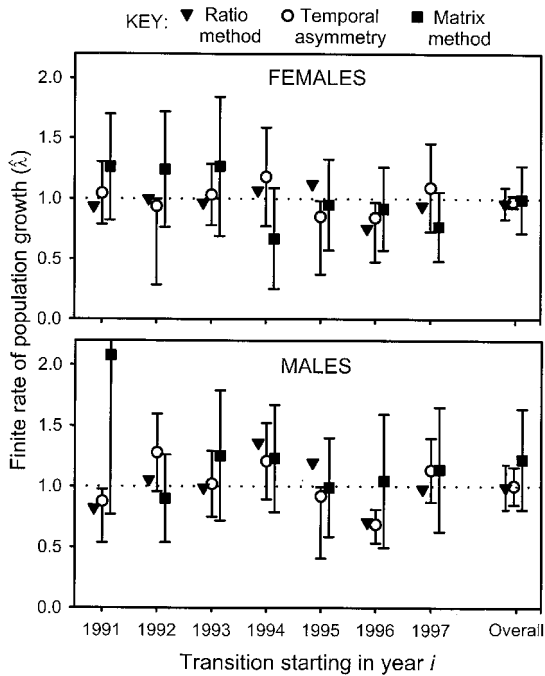 KEY: ▼ Ratio method ○ Temporal asymmetry ■ Matrix method
FEMALES
2.0
1.5
1.0
0.5
0.0
MALES
2.0
1.5
1.0
0.5
0.0
Finite rate of population growth (λ̂)
1991 1992 1993 1994 1995 1996 1997 Overall
Transition starting in year i